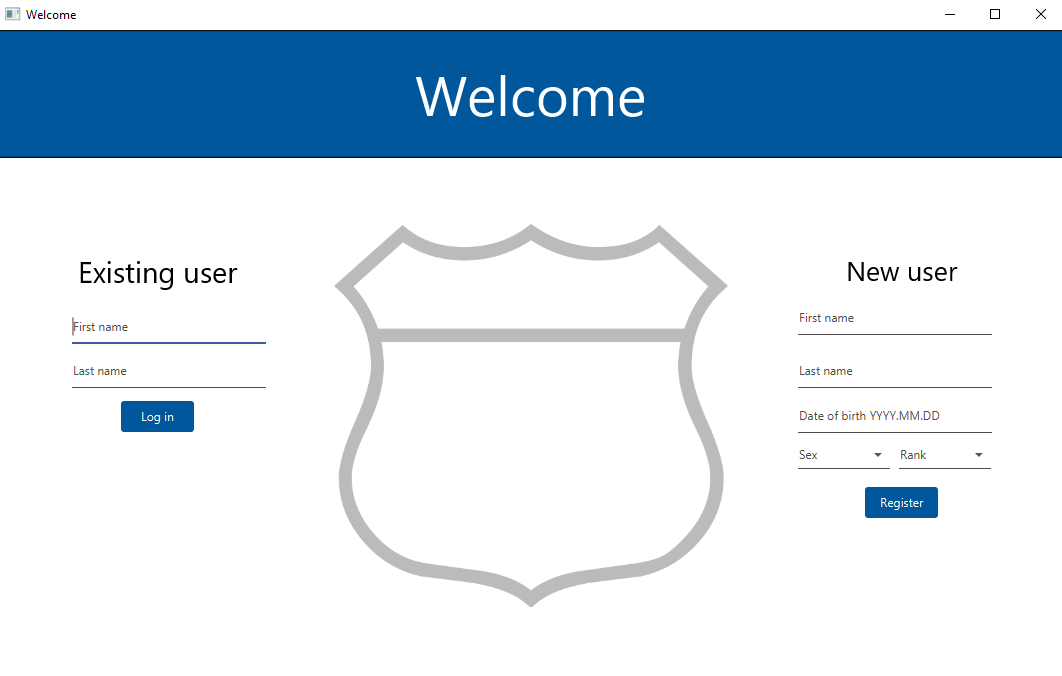 Welcome
Welcome
Existing user
First name
Last name
Log in
New user
First name
Last name
Date of birth YYYY.MM.DD
Sex Rank
Register